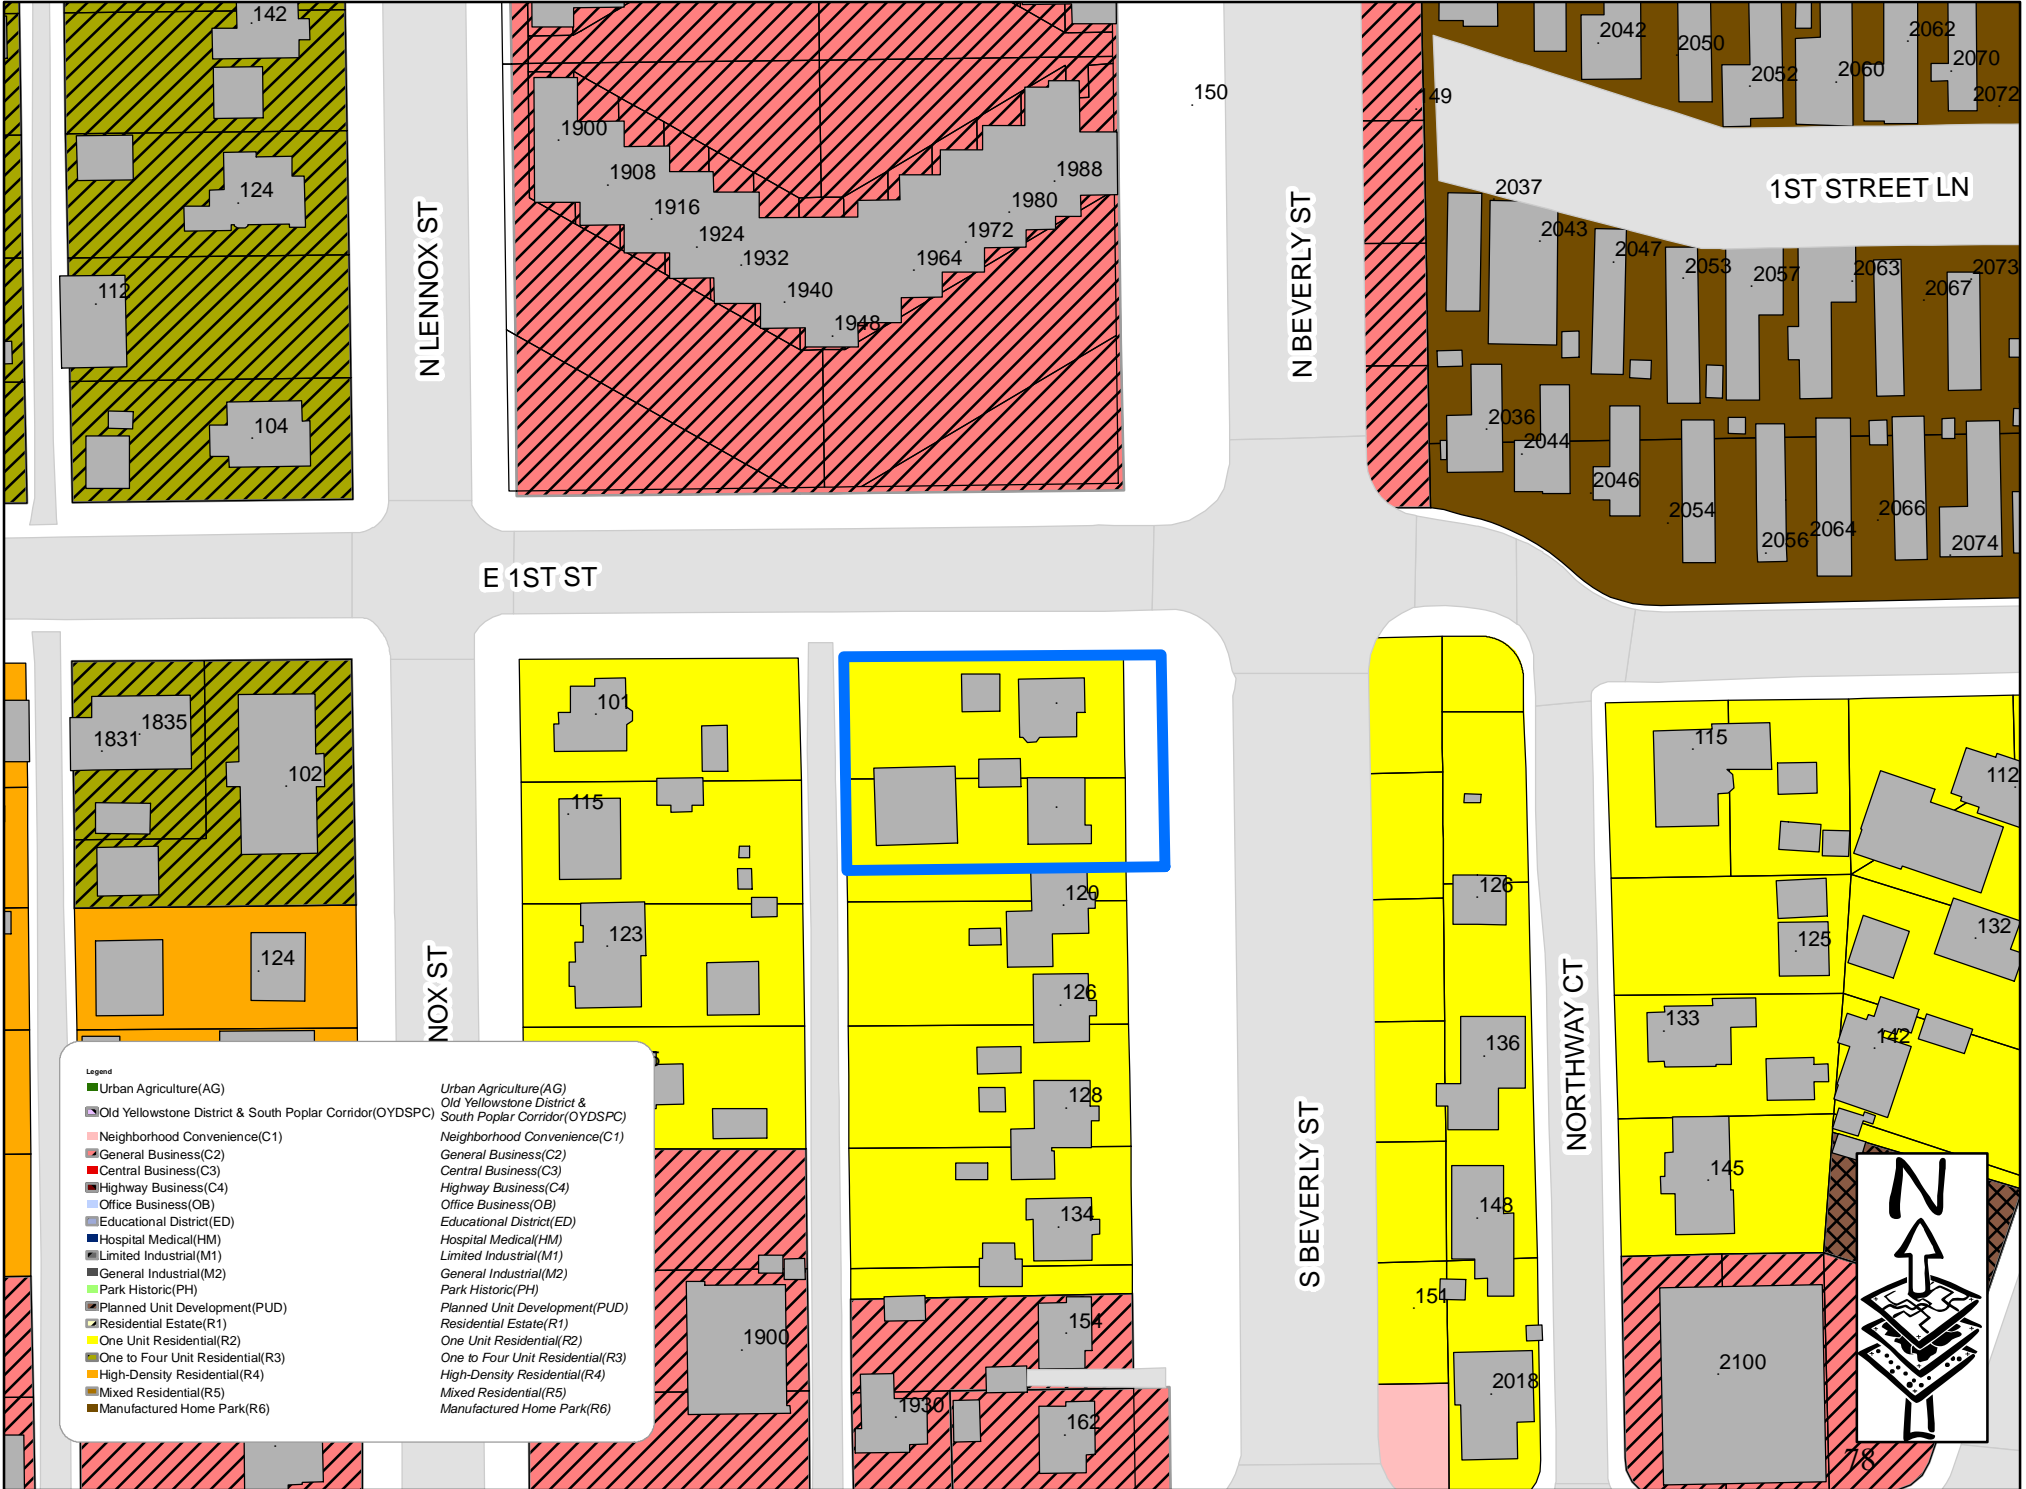 142
2042
2062
2050
2070
2052
2060
150
149
2072
1900
124
1908
1988
2037
1ST STREET LN
1916
1980
N LENNOX ST
N BEVERLY ST
1924
1972
2043
2047
1932
1964
2053
2057
2063
2073
112
1940
2067
1948
104
2036
2044
2046
2054
2066
2056
2064
2074
E 1ST ST
101
1835
1831
115
102
112
115
120
126
123
125
132
124
126
NOX ST
NORTHWAY CT
133
136
142
5
128
S BEVERLY ST
145
134
148
151
154
1900
2100
2018
1930
162
N
78
Legend
Urban Agriculture(AG) Urban Agriculture(AG)
Old Yellowstone District & South Poplar Corridor(OYDSPC) Old Yellowstone District &
South Poplar Corridor(OYDSPC)
Neighborhood Convenience(C1) Neighborhood Convenience(C1)
General Business(C2) General Business(C2)
Central Business(C3) Central Business(C3)
Highway Business(C4) Highway Business(C4)
Office Business(OB) Office Business(OB)
Educational District(ED) Educational District(ED)
Hospital Medical(HM) Hospital Medical(HM)
Limited Industrial(M1) Limited Industrial(M1)
General Industrial(M2) General Industrial(M2)
Park Historic(PH) Park Historic(PH)
Planned Unit Development(PUD) Planned Unit Development(PUD)
Residential Estate(R1) Residential Estate(R1)
One Unit Residential(R2) One Unit Residential(R2)
One to Four Unit Residential(R3) One to Four Unit Residential(R3)
High-Density Residential(R4) High-Density Residential(R4)
Mixed Residential(R5) Mixed Residential(R5)
Manufactured Home Park(R6) Manufactured Home Park(R6)